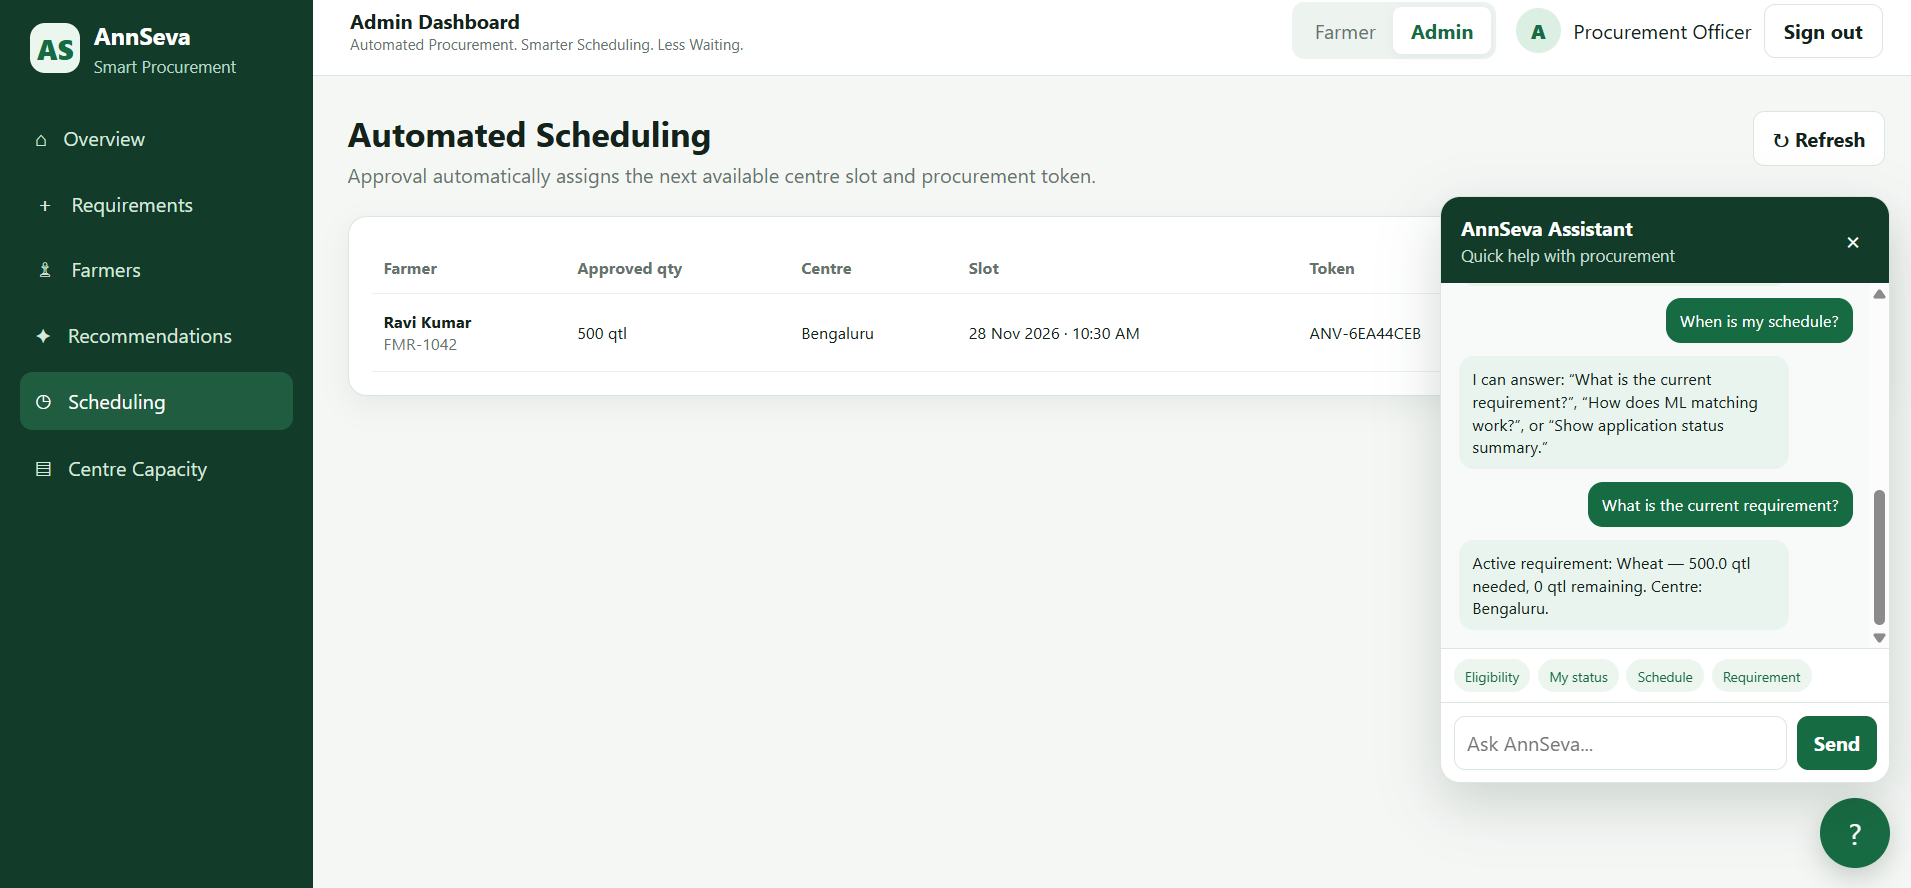 AS
AnnSeva
Smart Procurement
Overview
Requirements
Farmers
Recommendations
Scheduling
Centre Capacity
Admin Dashboard
Automated Procurement. Smarter Scheduling. Less Waiting.
Farmer
Admin
A
Procurement Officer
Sign out
Automated Scheduling
Approval automatically assigns the next available centre slot and procurement token.
↻ Refresh
Farmer Approved qty Centre Slot Token
Ravi Kumar
FMR-1042
500 qtl
Bengaluru
28 Nov 2026 · 10:30 AM
ANV-6EA44CEB
AnnSeva Assistant
Quick help with procurement
×
When is my schedule?
I can answer: “What is the current
requirement?”, “How does ML matching
work?”, or “Show application status
summary.”
What is the current requirement?
Active requirement: Wheat — 500.0 qtl
needed, 0 qtl remaining. Centre:
Bengaluru.
Eligibility
My status
Schedule
Requirement
Ask AnnSeva...
Send
?